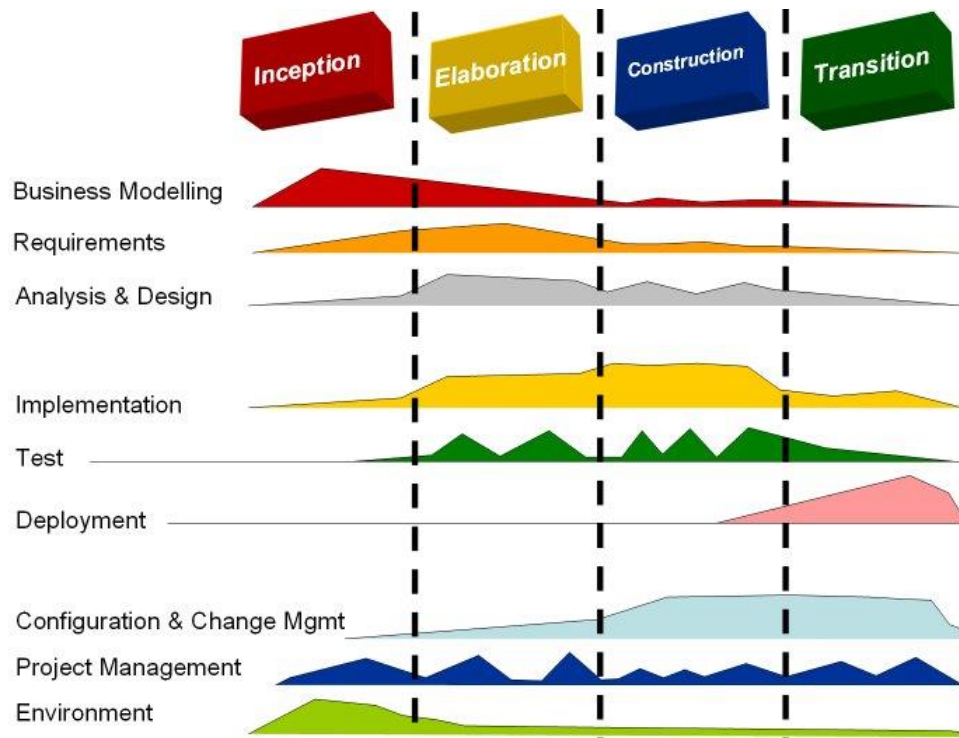 Inception
Elaboration
Construction
Transition
Business Modelling
Requirements
Analysis & Design
Implementation
Test
Deployment
Configuration & Change Mgmt
Project Management
Environment